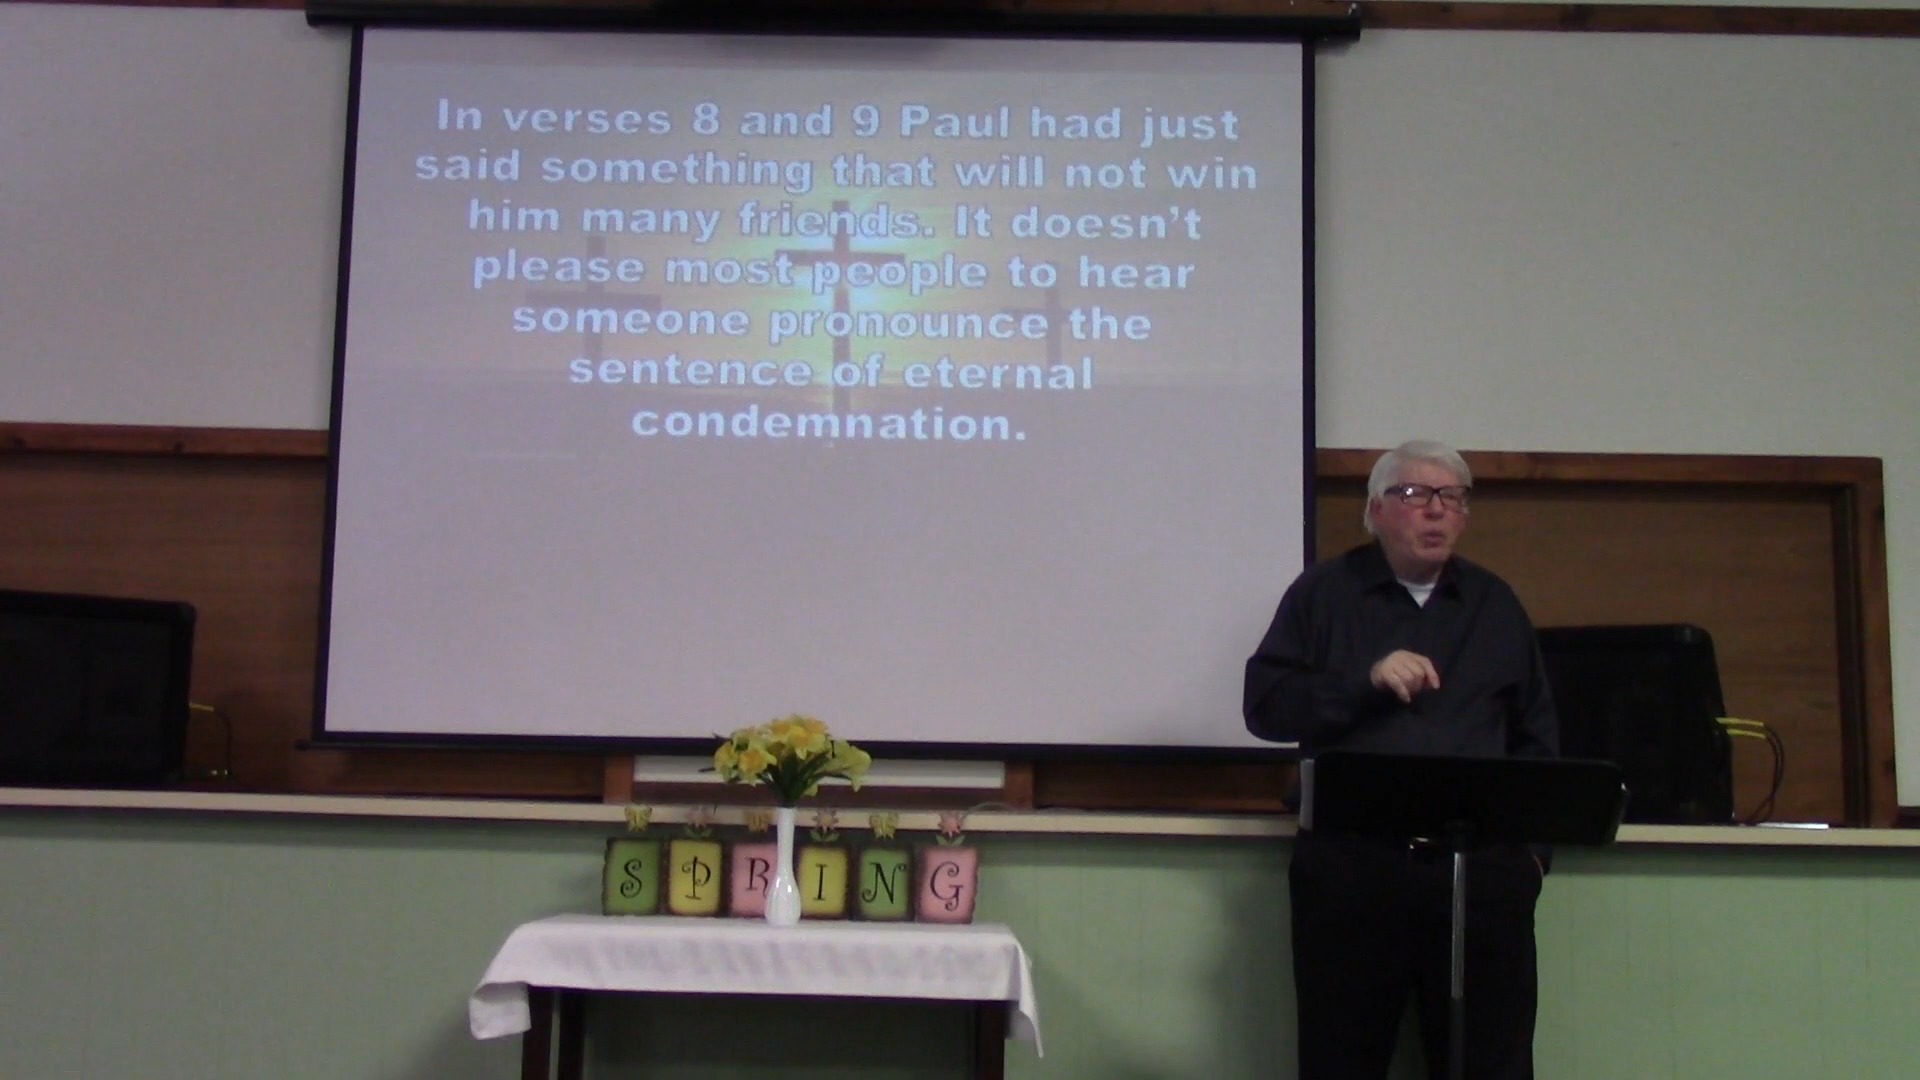 In verses 8 and 9 Paul had just
said something that will not win
him many friends. It doesn’t
please most people to hear
someone pronounce the
sentence of eternal
condemnation.
SPRING